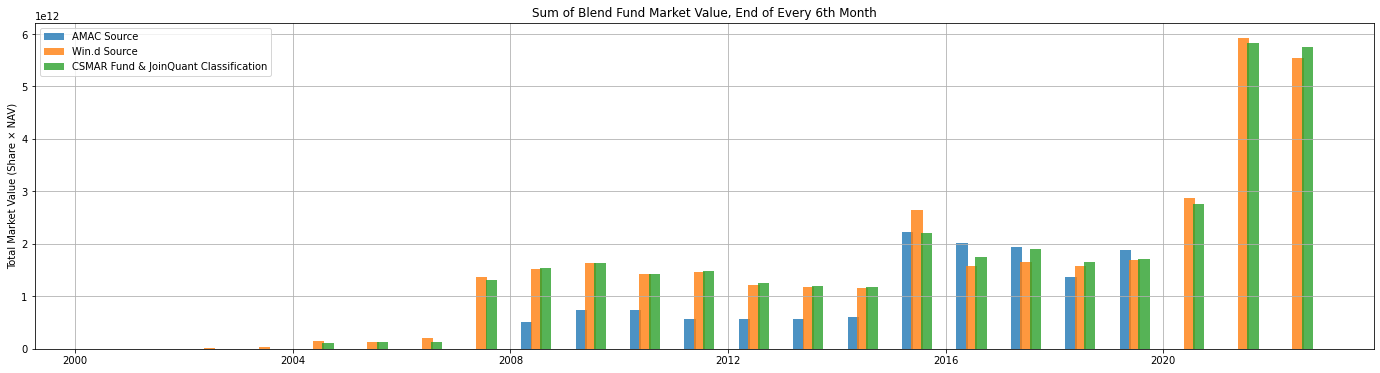 Sum of Blend Fund Market Value, End of Every 6th Month
1e12
AMAC Source
Win.d Source
CSMAR Fund & JoinQuant Classification
Total Market Value (Share × NAV)
6
5
4
3
2
1
0
2000 2004 2008 2012 2016 2020